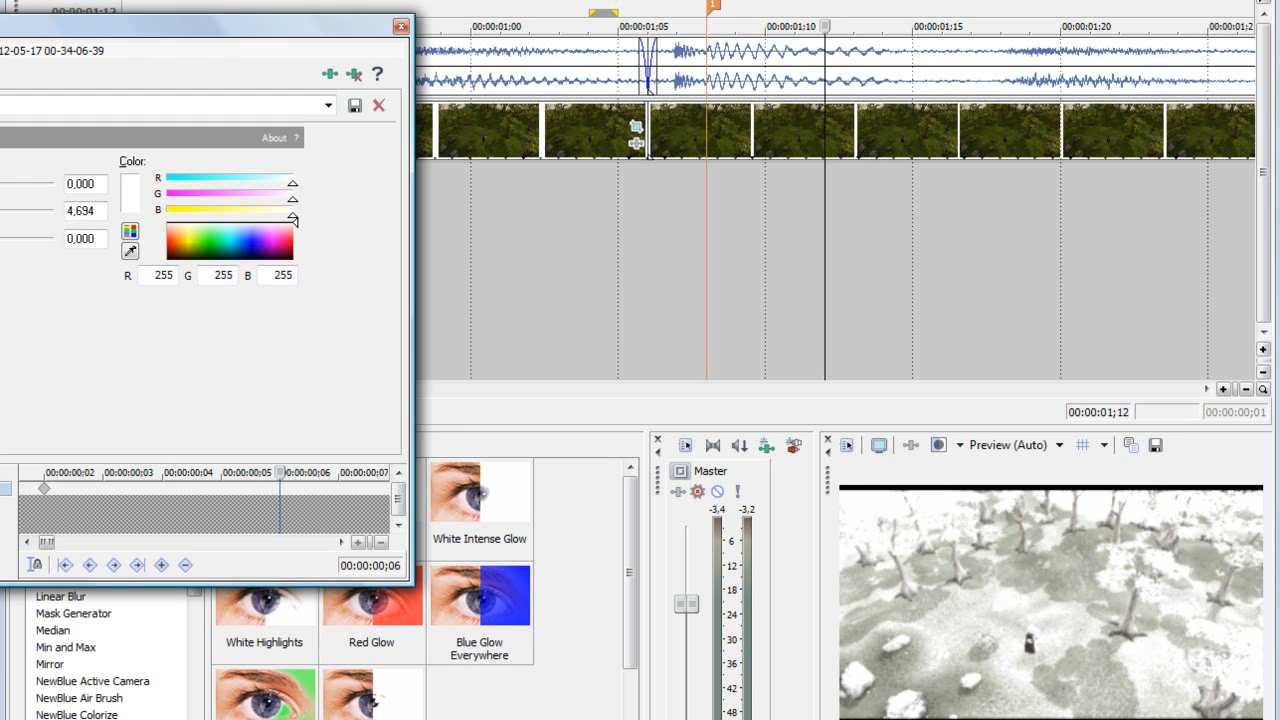 12-05-17 00-34-06-39
About ?
Color:
R
G
B
0,000
4,694
0,000
R 255 G 255 B 255
00:00:00;02 00:00:00;03 00:00:00;04 00:00:00;05 00:00:00;06 00:00:00;07
00:00:00;06
1
00:00:01;00 00:00:01;05 00:00:01;10 00:00:01;15 00:00:01;20 00:00:01;2
00:00:01;12 00:00:00;01
Linear Blur
Mask Generator
Median
Min and Max
Mirror
NewBlue Active Camera
NewBlue Air Brush
NewBlue Colorize
White Intense Glow
White Highlights
Red Glow
Blue Glow
Everywhere
Master
-3,4 -3,2
6
12
18
24
30
36
42
48
Preview (Auto)